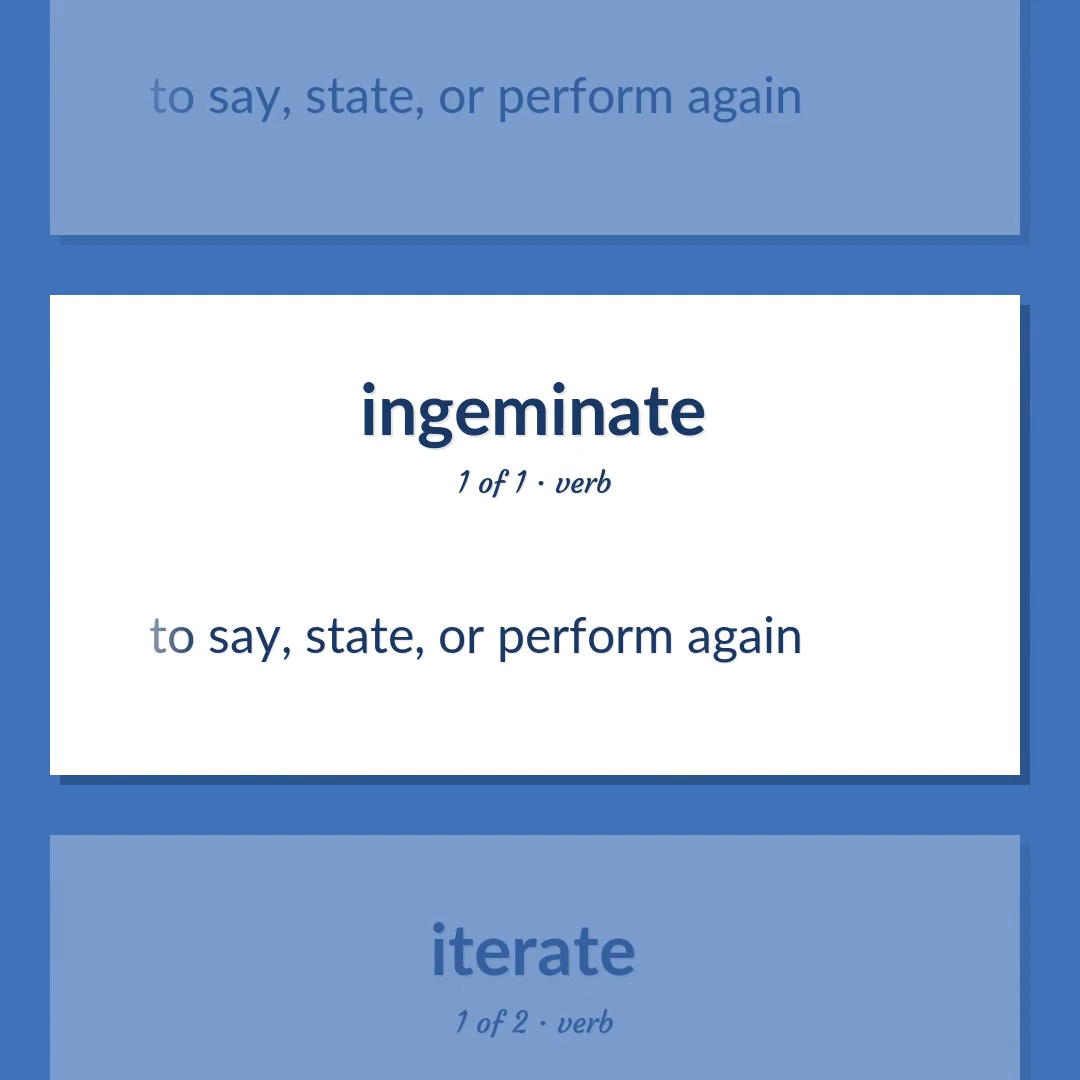 to say, state, or perform again
ingeminate
1 of 1 · verb
to say, state, or perform again
iterate
1 of 2 · verb